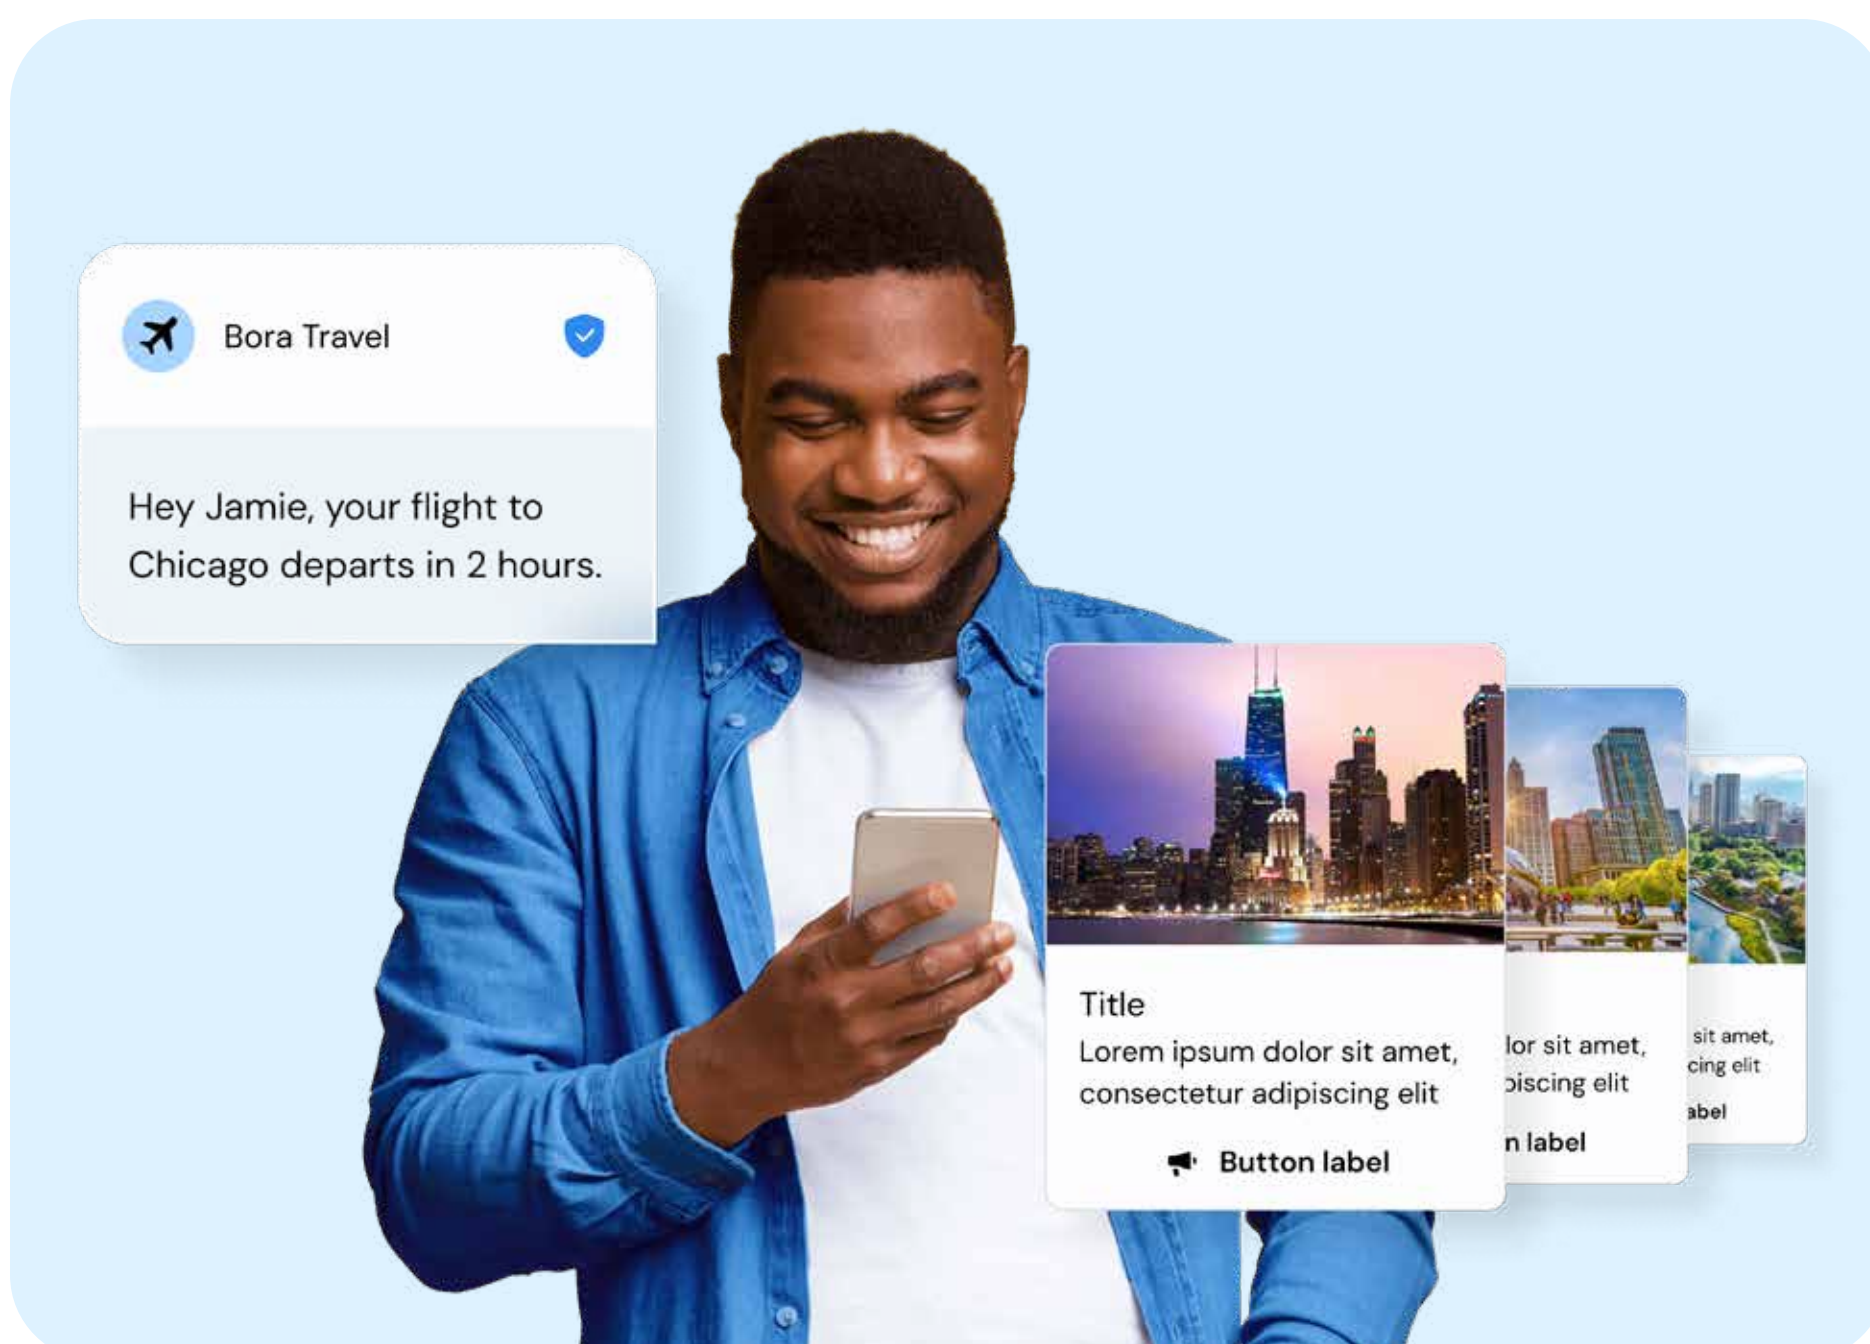 Bora Travel
Hey Jamie, your flight to
Chicago departs in 2 hours.
Title
Lorem ipsum dolor sit amet,
consectetur adipiscing elit
Button label
lor sit amet,
piscing elit
n label
sit amet,
cing elit
abel